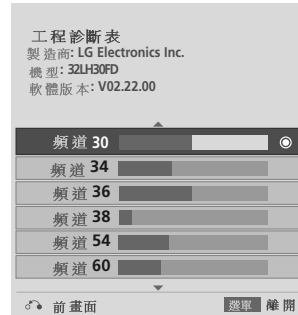 工程診斷表
製造商: LG Electronics Inc.
機型: 32LH30FD
軟體版本: V02.22.00
頻道 30
頻道 34
頻道 36
頻道 38
頻道 54
頻道 60
前畫面 選單 離開